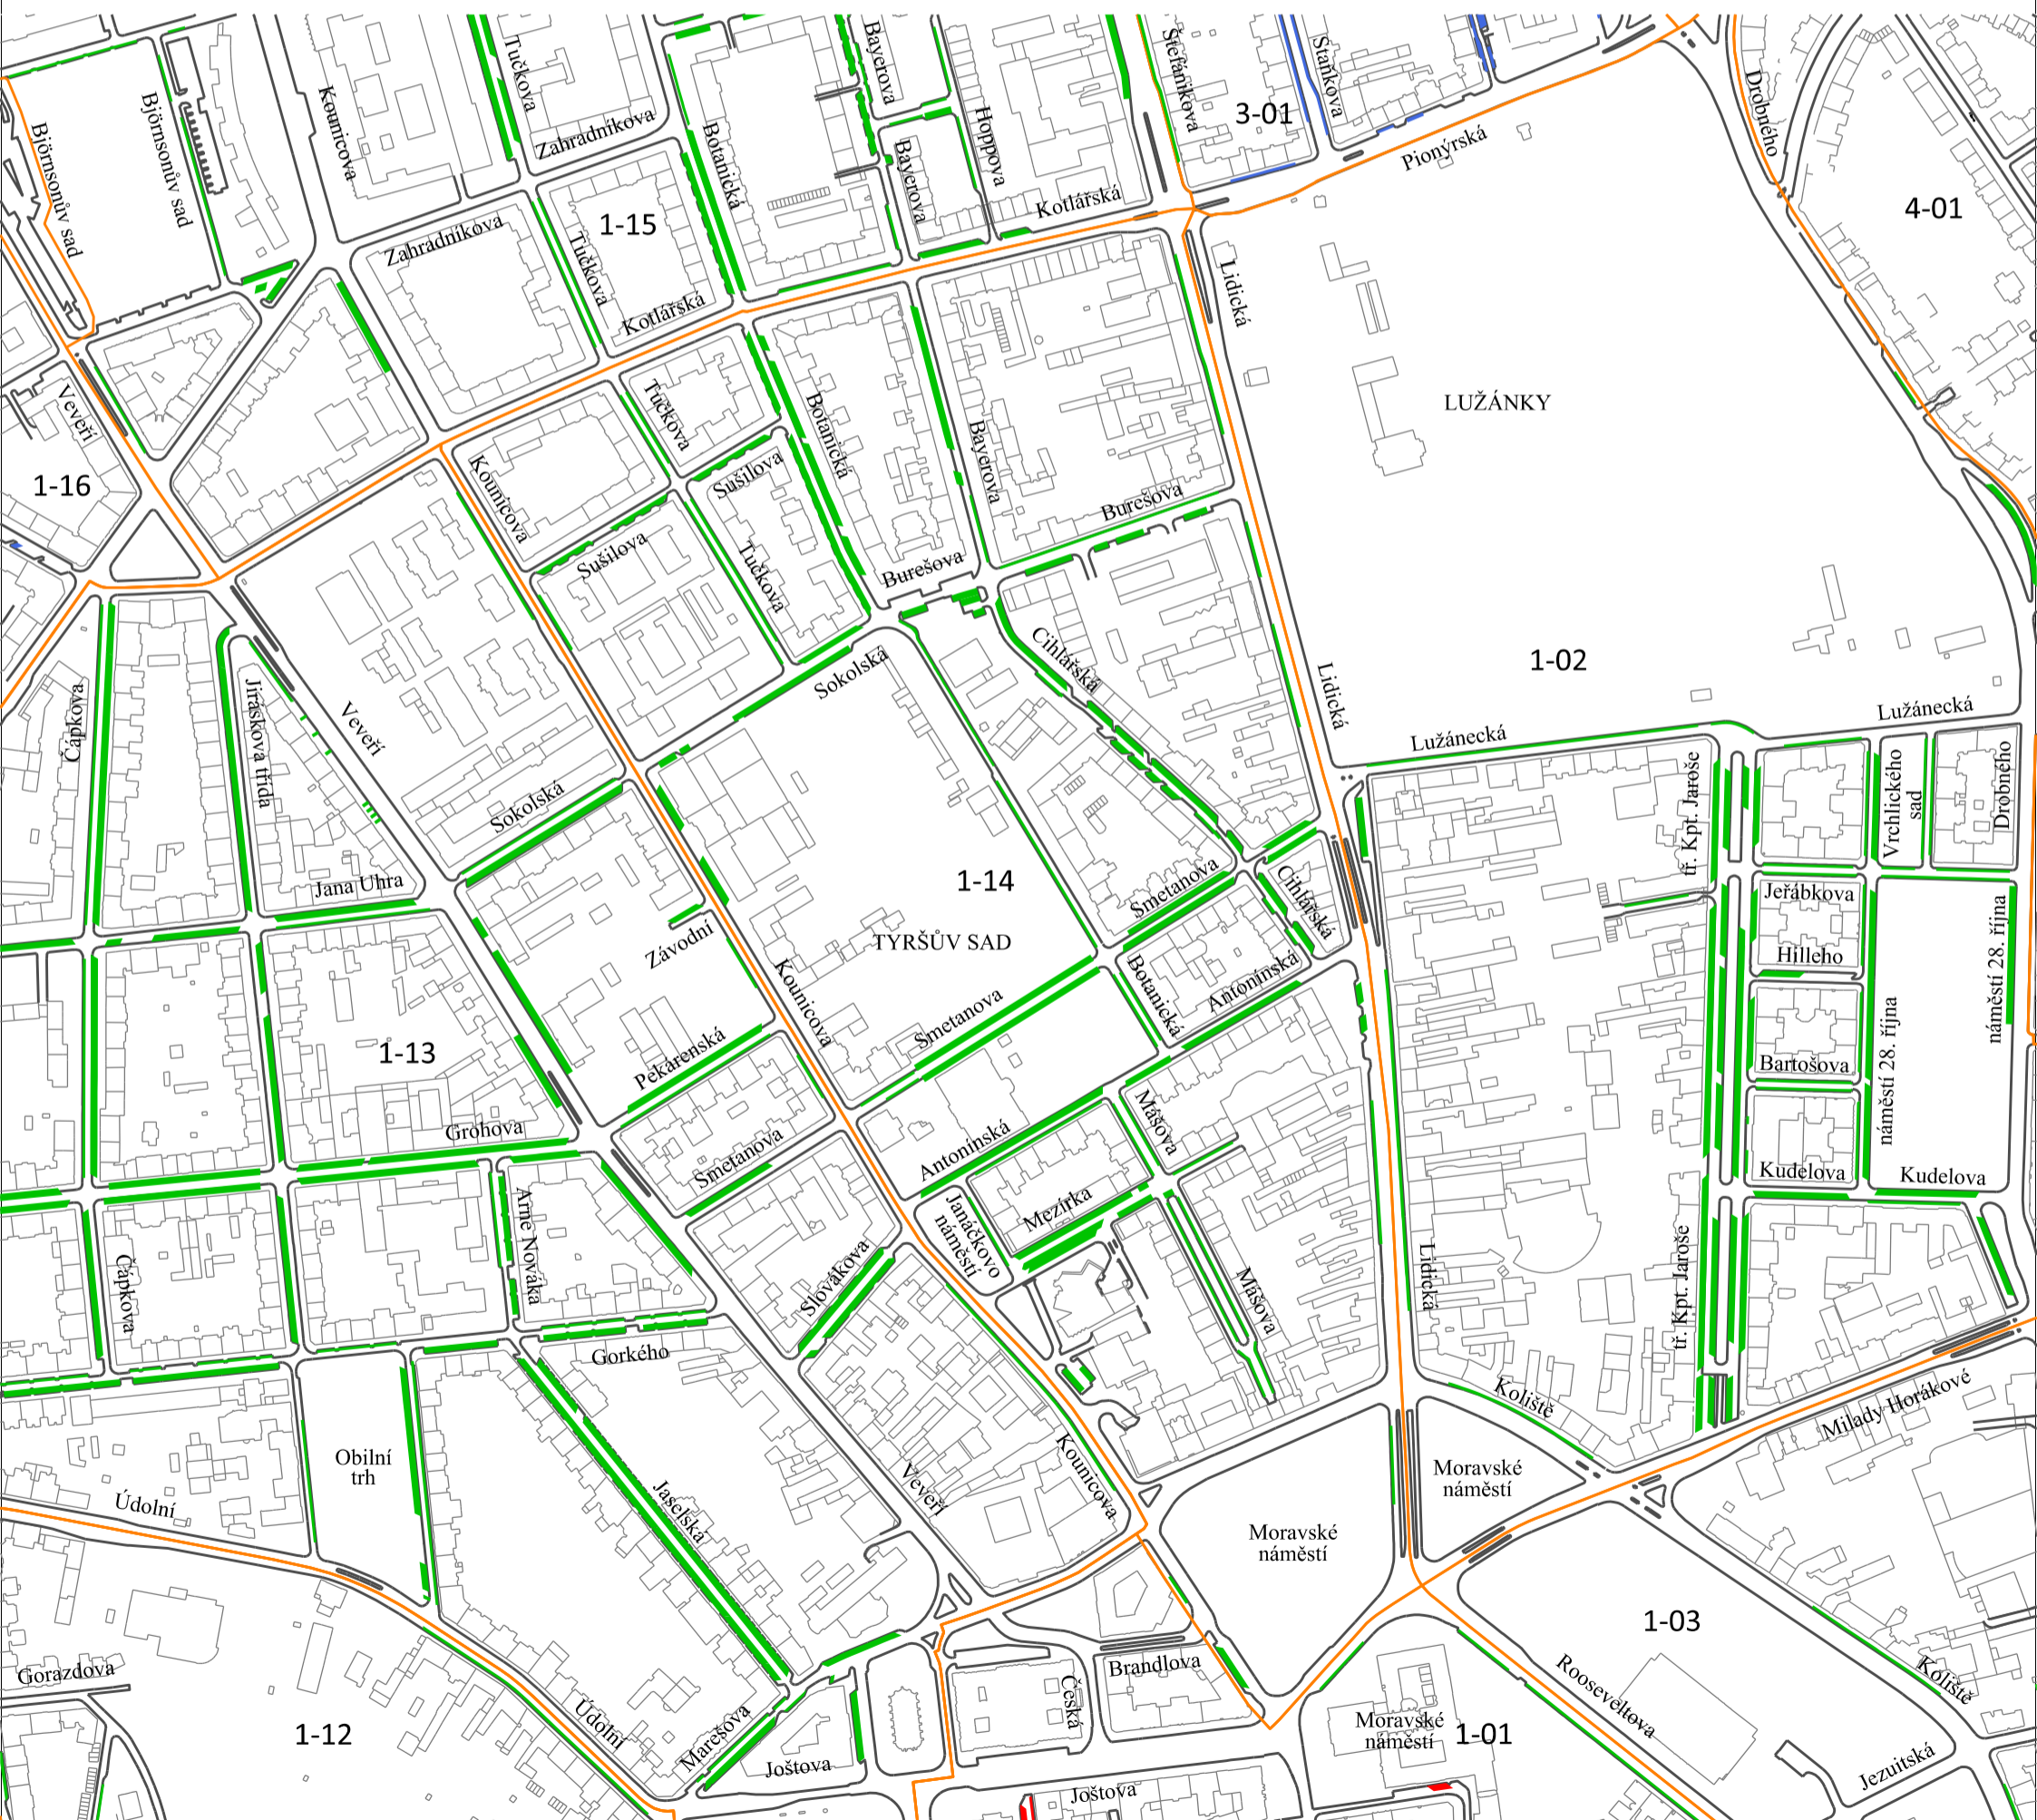 Tučkova
Bayerova
Štefánikova
Staňkova
3-01
Drobného
Björnsonův sad
Björnsonův sad
Kounicova
Zahradníkova
Botanická
Hoppova
Bayerova
Pionýrská
4-01
Kotlářská
1-15
Zahradníkova
Tučkova
Kotlářská
Lidická
LUŽÁNKY
Veveří
Tučkova
Botanická
Bayerova
1-16
Kounicova
Sušilova
Burešova
Sušilova
Tučkova
Burešova
Cihlářská
Sokolská
1-02
Lidická
Čápkova
Jiráskova třída
Veveří
Lužánecká
Lužánecká
tř. Kpt. Jaroše
Vrchlického
sad
Drobného
Sokolská
1-14
Smetanova
Cihlářská
Jana Uhra
Jeřábkova
Závodní
TYRŠŮV SAD
náměstí 28. října
Hilleho
Kounicova
Botanická
Antonínská
Smetanova
1-13
Pekárenská
Bartošova
náměstí 28. října
Grohova
Mášova
Antonínská
Smetanova
Kudelova
Kudelova
Mezírka
Janáčkovo
náměstí
Arne Nováka
Čápkova
Slovákova
Mášova
Lidická
tř. Kpt. Jaroše
Gorkého
Koliště
Milady Horákové
Obilní
trh
Kounicova
Moravské
náměstí
Veveří
Údolní
Jaselská
Moravské
náměstí
1-03
Gorazdova
Brandlova
Česká
Rooseveltova
Koliště
1-12
Údolní
Marešova
Moravské
náměstí
1-01
Joštova
Joštova
Jezuitská